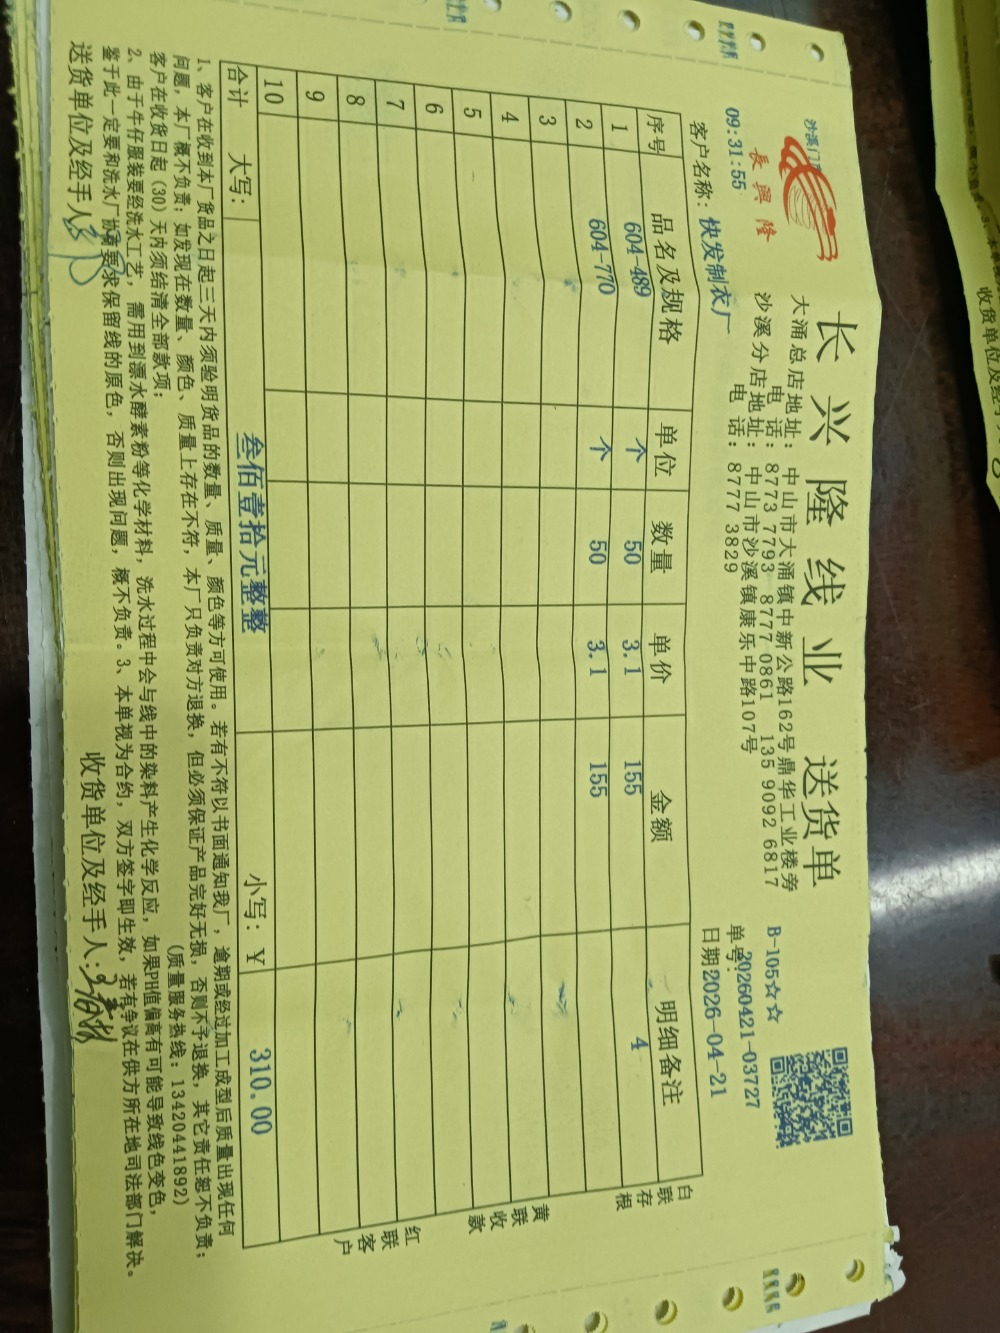 沙溪门市
長興隆
长兴隆线业 送货单
大涌总店地址：中山市大涌镇中新公路162号鼎华工业楼旁
电话：8773 7793 8777 0861 135 9092 6817
沙溪分店地址：中山市沙溪镇康乐中路107号
电话：8777 3829
09:31:55
B-105☆☆
单号：20260421-03727
客户名称：快发制衣厂
日期2026-04-21
序号 品名及规格 单位 数量 单价 金额 明细备注
1 604-489 个 50 3.1 155 4
2 604-770 个 50 3.1 155
3
4
5
6
7
8
9
10
合计 大写：叁佰壹拾元整整 小写：￥ 310.00
白联存根
黄联收款
红联客户
1、客户在收到本厂货品之日起三天内须验明货品的数量、质量、颜色等方可使用。若有不符以书面通知我厂，逾期或经过加工成型后质量出现任何
问题，本厂概不负责；如发现在数量、颜色、质量上存在不符，本厂只负责对方退换，但必须保证产品完好无损，否则不予退换，其它责任恕不负责；
客户在收货日起（30）天内须结清全部款项；
（质量服务热线：13420441892）
2、由于牛仔服装要经洗水工艺，需用到漂水酵素粉等化学材料，洗水过程中会与线中的染料产生化学反应，如果PH值偏高有可能导致线色变色，
鉴于此一定要和洗水厂协商要求保留线的原色，否则出现问题，概不负责。3、本单视为合约，双方签字即生效，若有争议在供方所在地司法部门解决。
送货单位及经手人：
收货单位及经手人：
收货单位及经